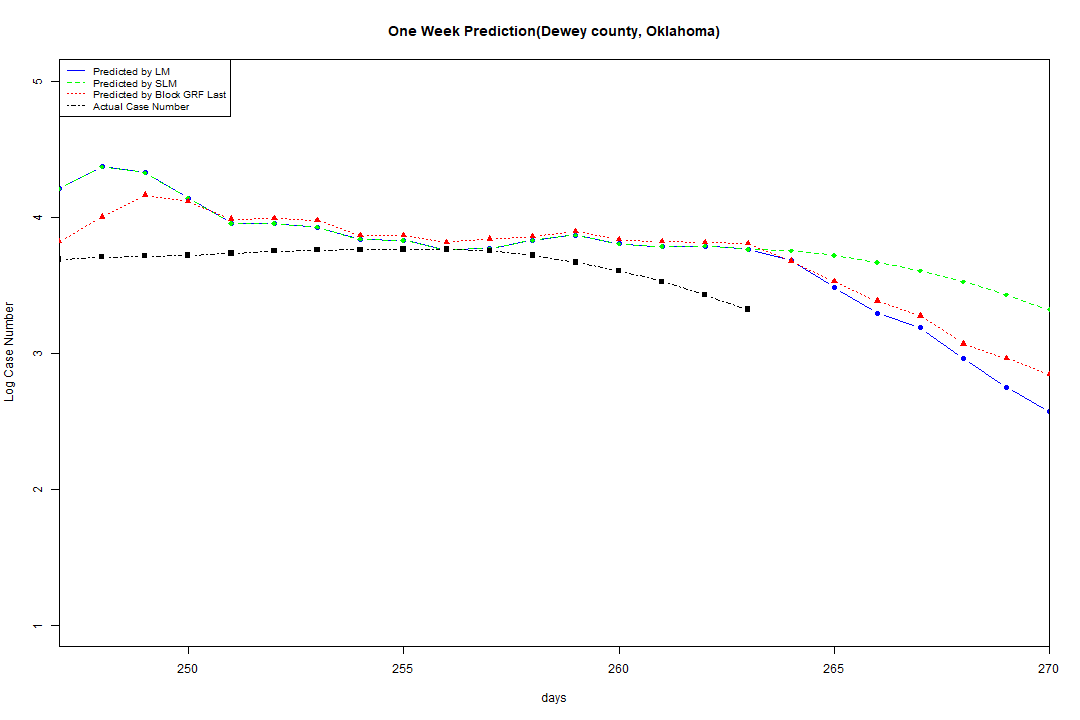 One Week Prediction(Dewey county, Oklahoma)
Predicted by LM
Predicted by SLM
Predicted by Block GRF Last
Actual Case Number
5
4
3
2
1
Log Case Number
250 255 260 265 270
days